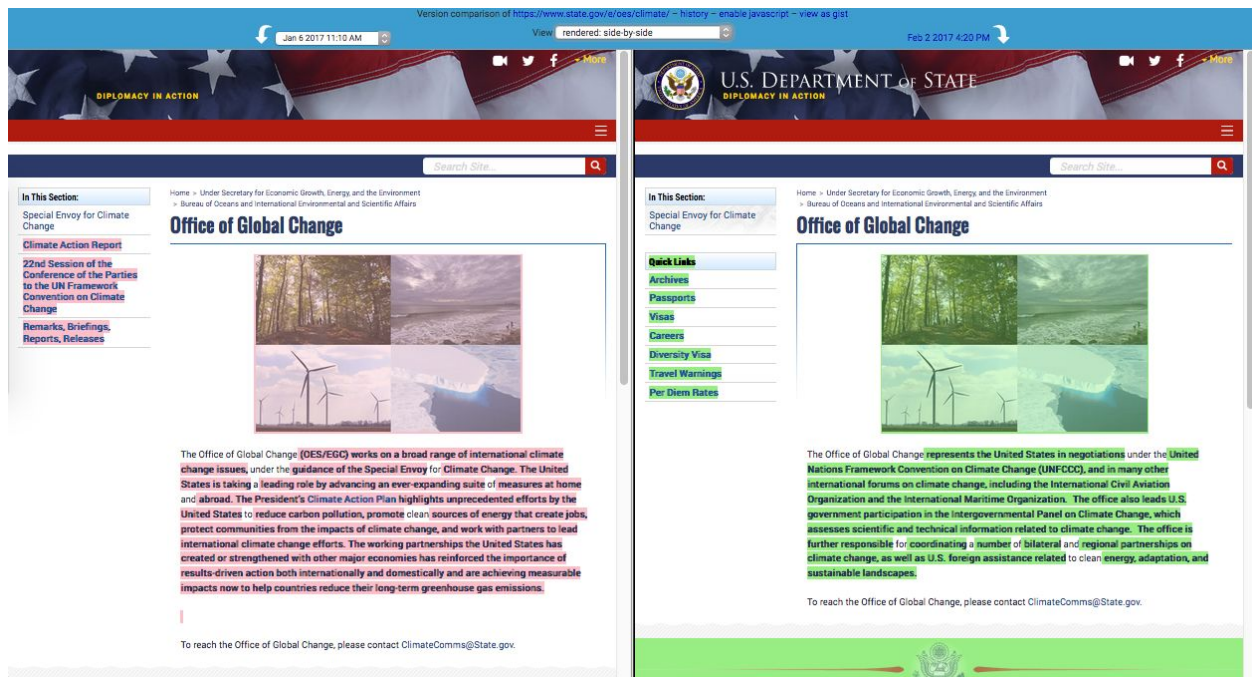 Version comparison of https://www.state.gov/e/oes/climate/ – history – enable javascript – view as gist
Jan 6 2017 11:10 AM
View rendered: side-by-side
Feb 2 2017 4:20 PM
DIPLOMACY IN ACTION
More
Search Site...
In This Section:
Special Envoy for Climate
Change
Climate Action Report
22nd Session of the
Conference of the Parties
to the UN Framework
Convention on Climate
Change
Remarks, Briefings,
Reports, Releases
Home > Under Secretary for Economic Growth, Energy, and the Environment
> Bureau of Oceans and International Environmental and Scientific Affairs
Office of Global Change
The Office of Global Change (OES/EGC) works on a broad range of international climate
change issues, under the guidance of the Special Envoy for Climate Change. The United
States is taking a leading role by advancing an ever-expanding suite of measures at home
and abroad. The President's Climate Action Plan highlights unprecedented efforts by the
United States to reduce carbon pollution, promote clean sources of energy that create jobs,
protect communities from the impacts of climate change, and work with partners to lead
international climate change efforts. The working partnerships the United States has
created or strengthened with other major economies has reinforced the importance of
results-driven action both internationally and domestically and are achieving measurable
impacts now to help countries reduce their long-term greenhouse gas emissions.
To reach the Office of Global Change, please contact ClimateComms@State.gov.
U.S. DEPARTMENT OF STATE
DIPLOMACY IN ACTION
More
Search Site...
In This Section:
Special Envoy for Climate
Change
Quick Links
Archives
Passports
Visas
Careers
Diversity Visa
Travel Warnings
Per Diem Rates
Home > Under Secretary for Economic Growth, Energy, and the Environment
> Bureau of Oceans and International Environmental and Scientific Affairs
Office of Global Change
The Office of Global Change represents the United States in negotiations under the United
Nations Framework Convention on Climate Change (UNFCCC), and in many other
international forums on climate change, including the International Civil Aviation
Organization and the International Maritime Organization. The office also leads U.S.
government participation in the Intergovernmental Panel on Climate Change, which
assesses scientific and technical information related to climate change. The office is
further responsible for coordinating a number of bilateral and regional partnerships on
climate change, as well as U.S. foreign assistance related to clean energy, adaptation, and
sustainable landscapes.
To reach the Office of Global Change, please contact ClimateComms@State.gov.